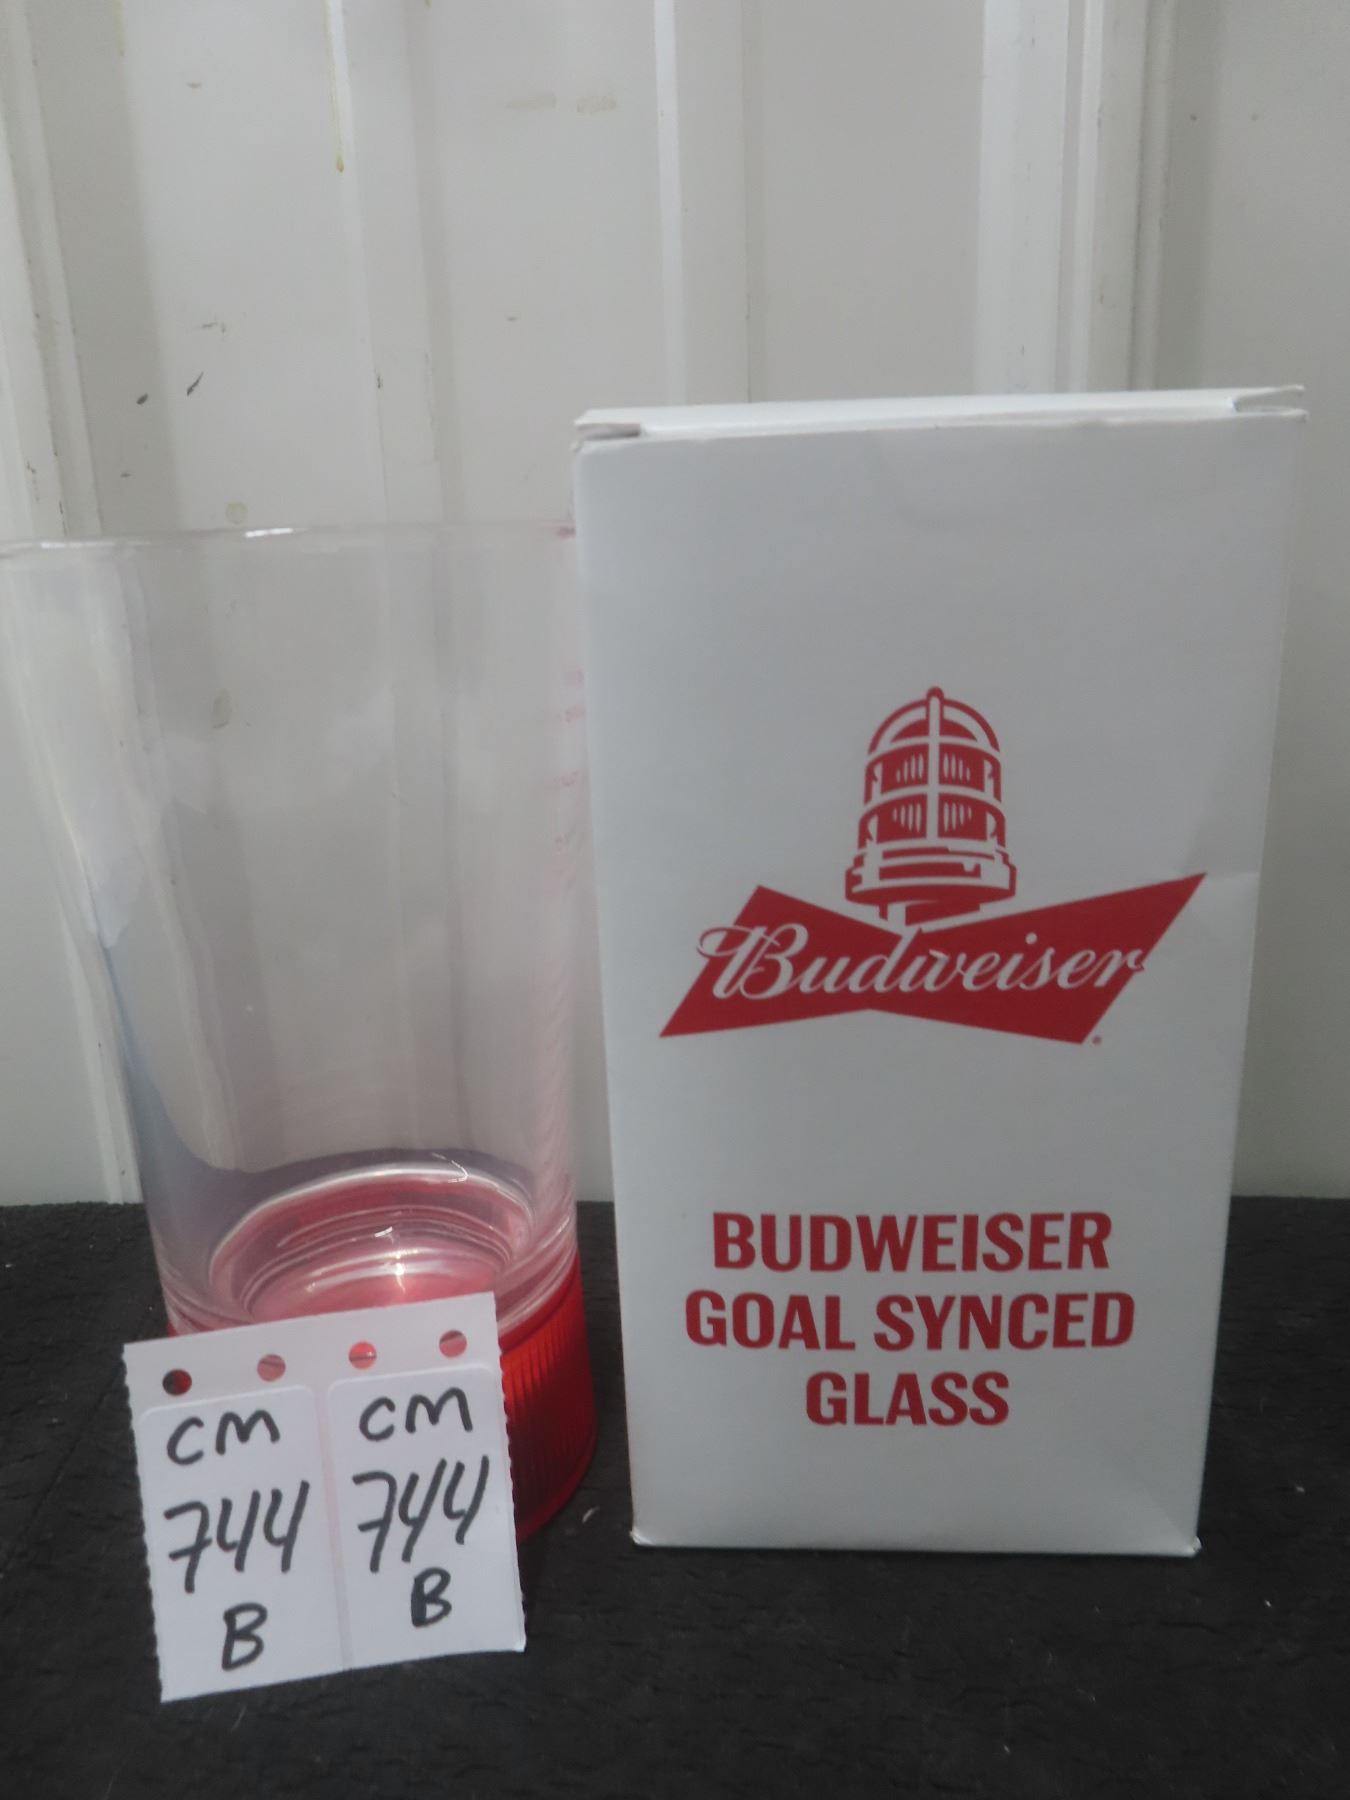 Budweiser
BUDWEISER
GOAL SYNCED
GLASS
CM
744
B
CM
744
B